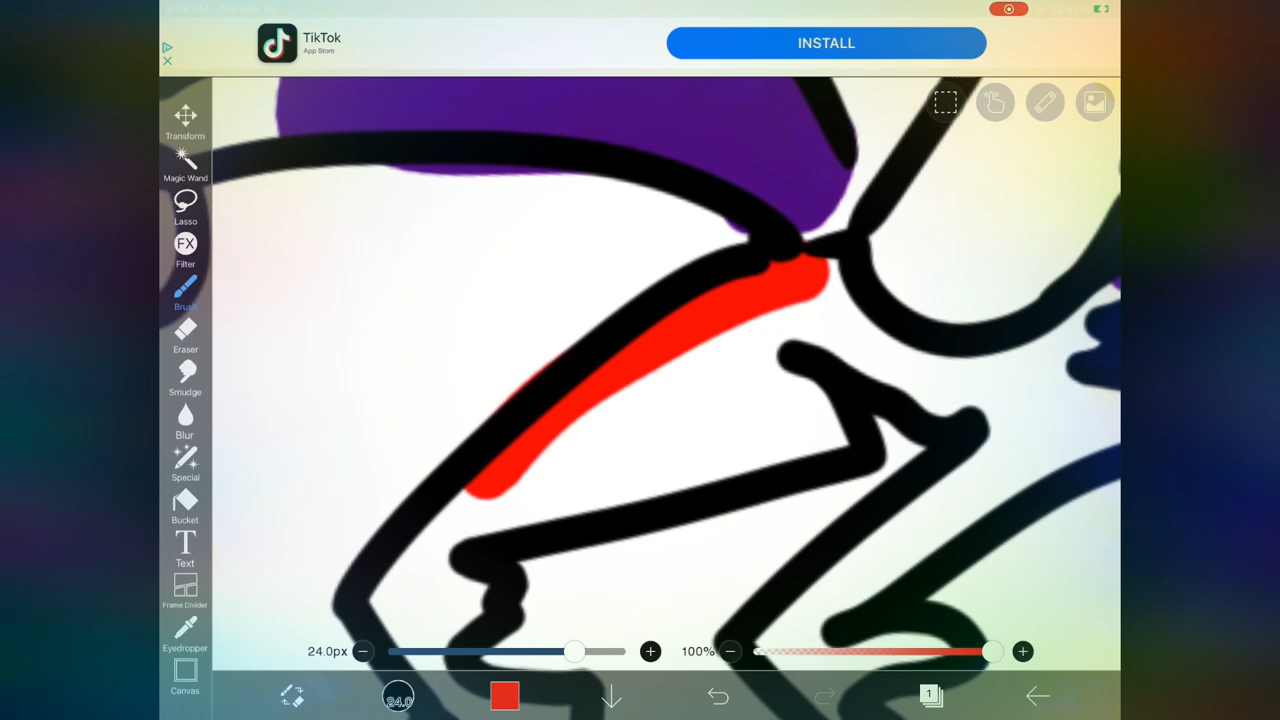 TikTok
App Store
INSTALL
Transform
Magic Wand
Lasso
FX
Filter
Brush
Eraser
Smudge
Blur
Special
Bucket
T
Text
Frame Divider
Eyedropper
Canvas
24.0px
100%
24.0
1